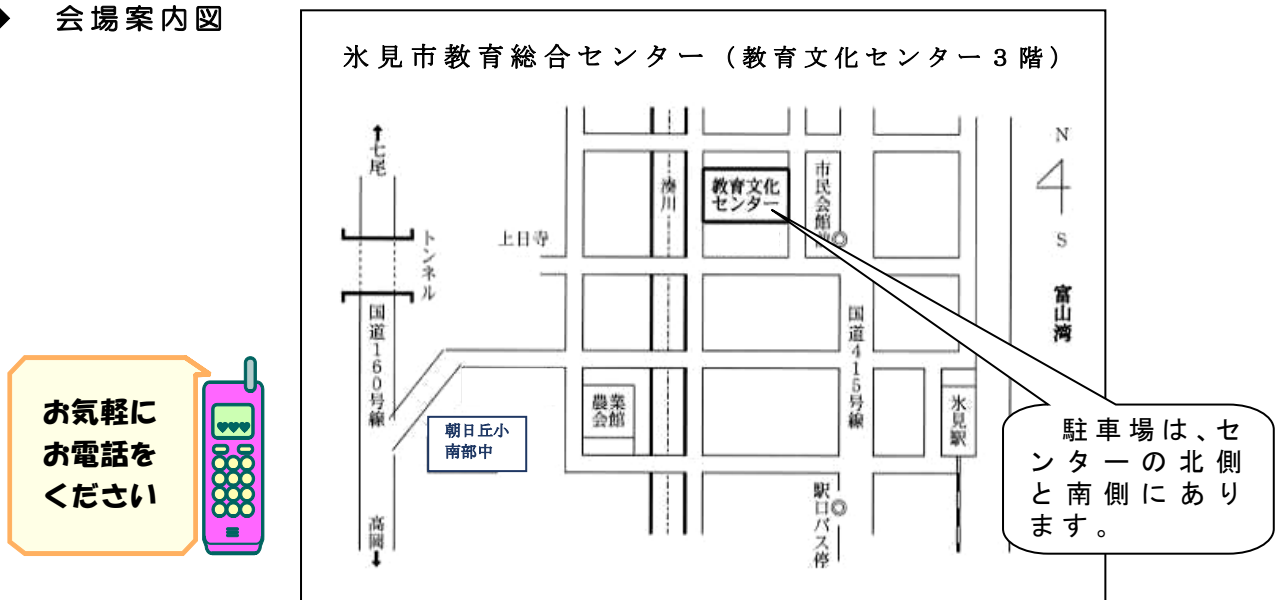 ◆ 会場案内図
氷見市教育総合センター（教育文化センター３階）
七尾
トンネル
国道160号線
高岡
上日寺
湊川
教育文化
センター
市民会館前
N
S
富山湾
国道415号線
農業
会館
朝日丘小
南部中
氷見駅
駅口バス停
駐車場は、セ
ンターの北側
と南側にあり
ます。
お気軽に
お電話を
ください